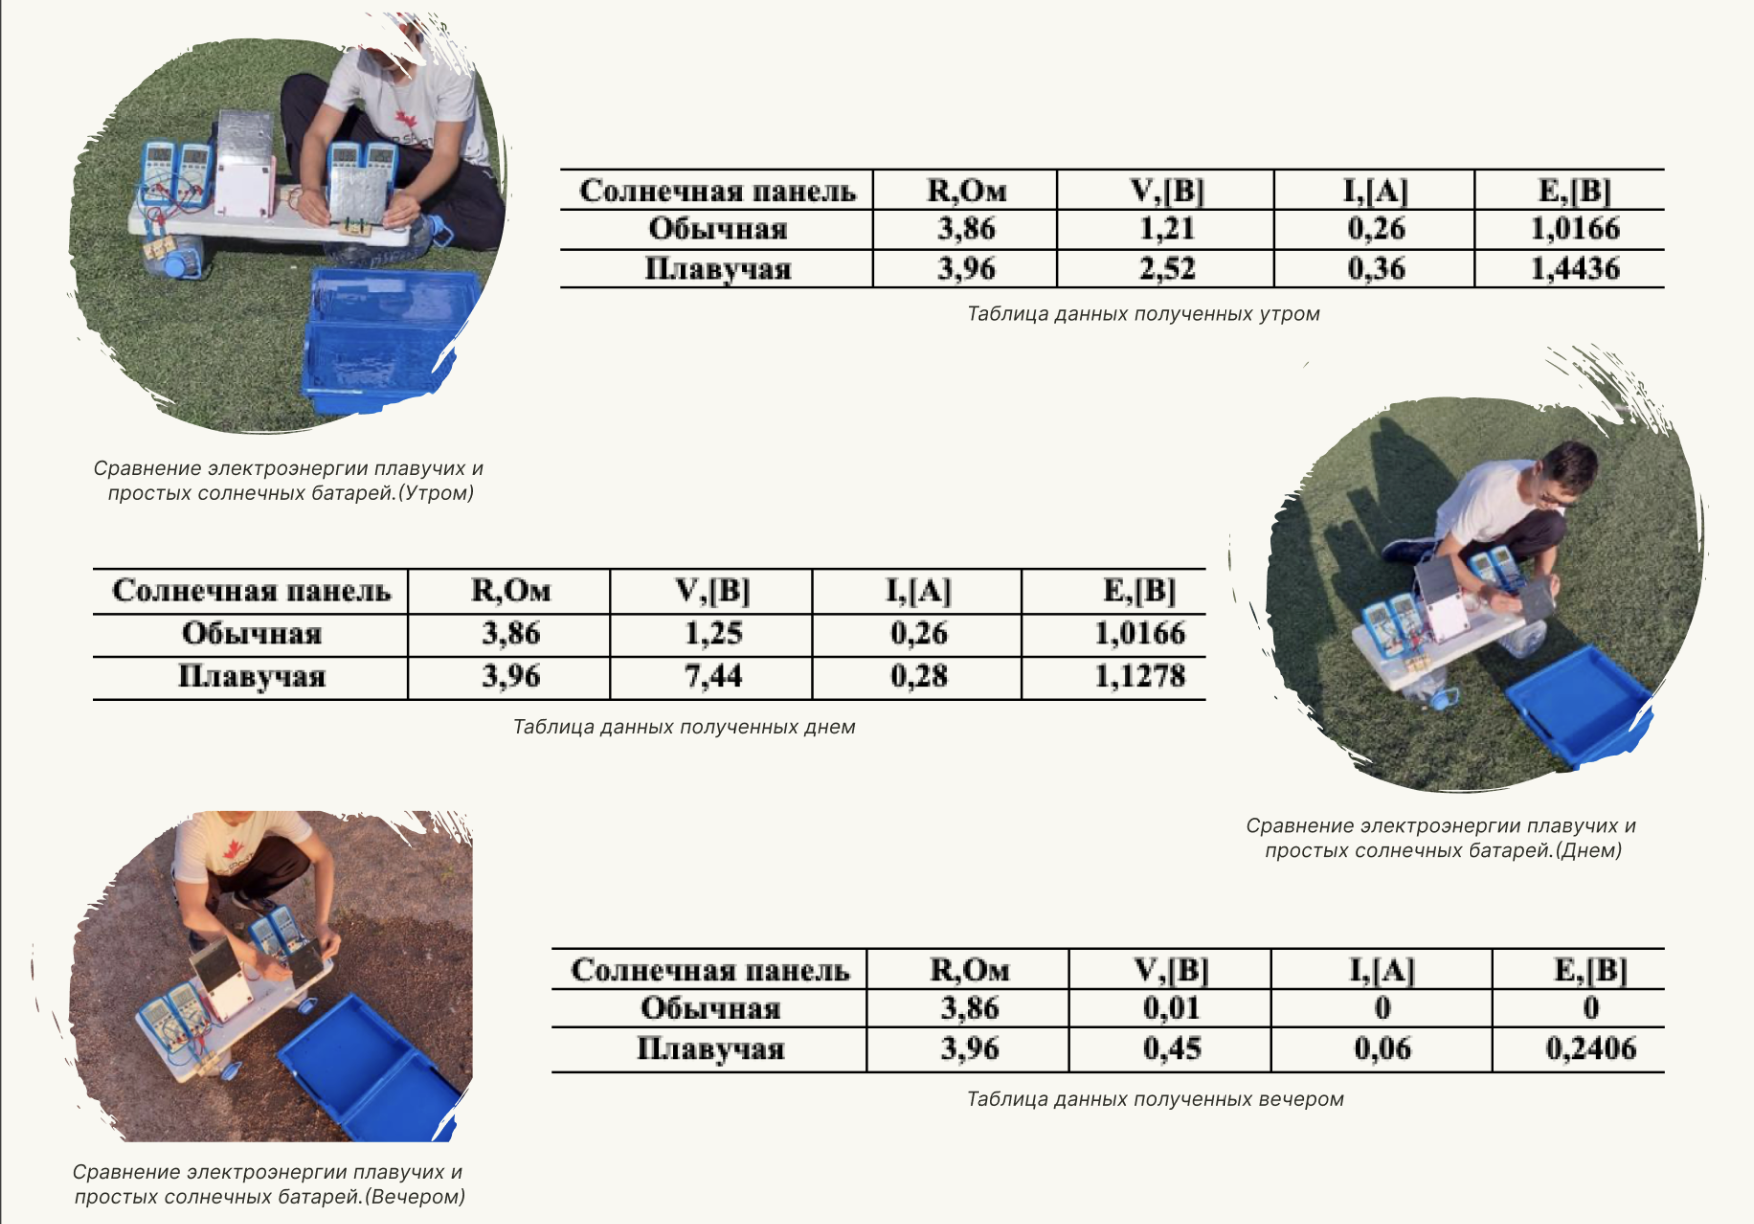 Солнечная панель R,Ом V,[В] I,[А] E,[В]
Обычная 3,86 1,21 0,26 1,0166
Плавучая 3,96 2,52 0,36 1,4436
Таблица данных полученных утром
Сравнение электроэнергии плавучих и
простых солнечных батарей.(Утром)
Солнечная панель R,Ом V,[В] I,[А] E,[В]
Обычная 3,86 1,25 0,26 1,0166
Плавучая 3,96 7,44 0,28 1,1278
Таблица данных полученных днем
Сравнение электроэнергии плавучих и
простых солнечных батарей.(Днем)
Солнечная панель R,Ом V,[В] I,[А] E,[В]
Обычная 3,86 0,01 0 0
Плавучая 3,96 0,45 0,06 0,2406
Таблица данных полученных вечером
Сравнение электроэнергии плавучих и
простых солнечных батарей.(Вечером)